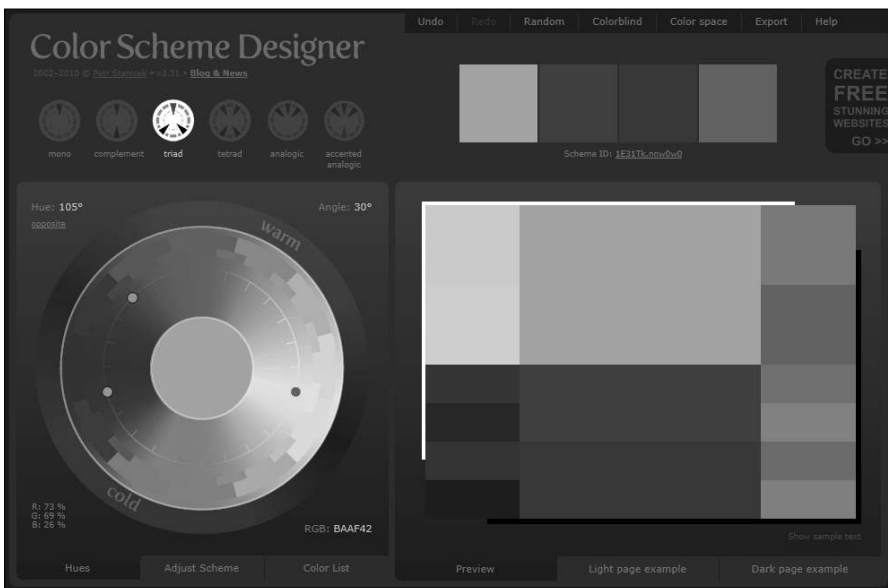 Undo Redo Random Colorblind Color space Export Help
Color Scheme Designer
2002–2010 © Petr Stanicek • v3.51 • Blog & News
mono complement triad tetrad analogic accented analogic
Scheme ID: 1E31Tk.nnw0w0
CREATE
FREE
STUNNING
WEBSITES
GO >>
Hue: 105° Angle: 30°
opposite
warm
cold
R: 73 %
G: 69 %
B: 26 %
RGB: BAAF42
Show sample text
Hues Adjust Scheme Color List
Preview Light page example Dark page example